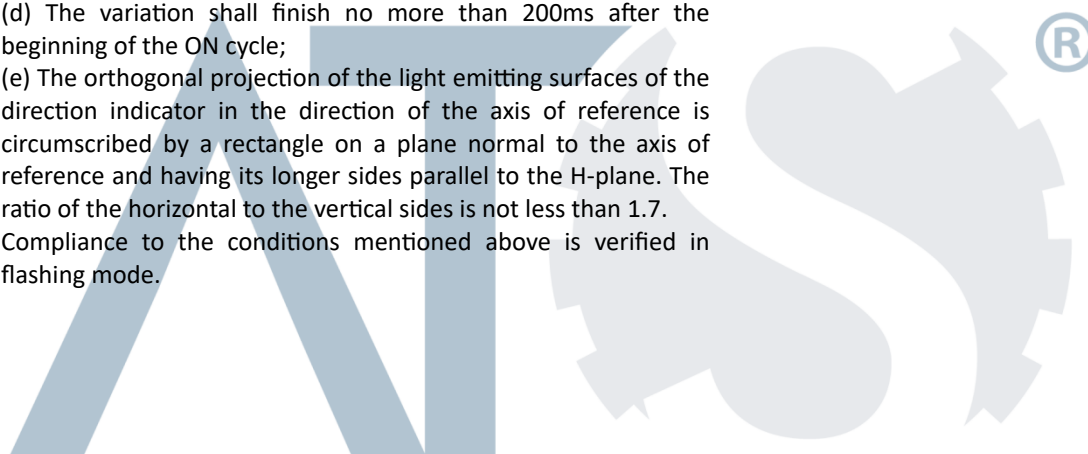 (d) The variation shall finish no more than 200ms after the
beginning of the ON cycle;
(e) The orthogonal projection of the light emitting surfaces of the
direction indicator in the direction of the axis of reference is
circumscribed by a rectangle on a plane normal to the axis of
reference and having its longer sides parallel to the H-plane. The
ratio of the horizontal to the vertical sides is not less than 1.7.
Compliance to the conditions mentioned above is verified in
flashing mode.
ATS
®